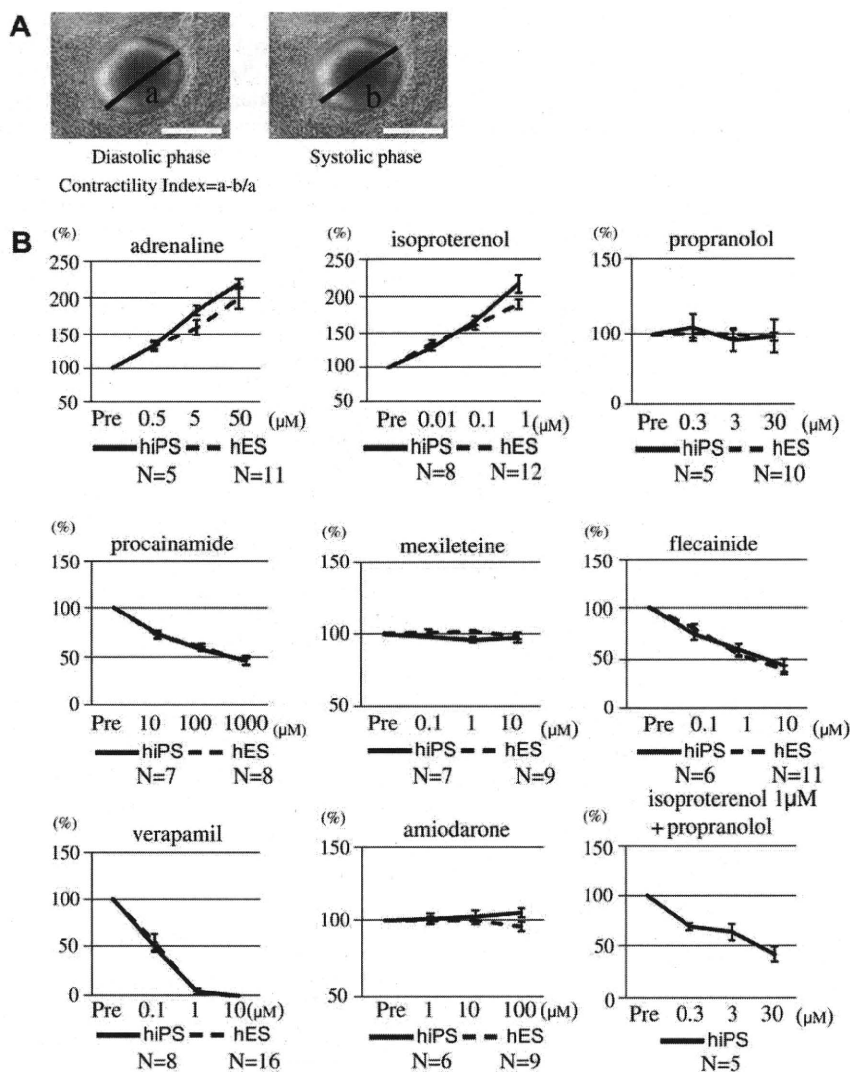 A
a
b
Diastolic phase
Systolic phase
Contractility Index=a-b/a
B
(%)
adrenaline
250
200
150
100
50
Pre 0.5 5 50 (μM)
hiPS hES
N=5 N=11
(%)
isoproterenol
250
200
150
100
50
Pre 0.01 0.1 1 (μM)
hiPS hES
N=8 N=12
(%)
propranolol
150
100
0
Pre 0.3 3 30 (μM)
hiPS hES
N=5 N=10
(%)
procainamide
150
100
50
0
Pre 10 100 1000 (μM)
hiPS hES
N=7 N=8
(%)
mexileteine
150
100
50
Pre 0.1 1 10 (μM)
hiPS hES
N=7 N=9
(%)
flecainide
150
100
50
0
Pre 0.1 1 10 (μM)
hiPS hES
N=6 N=11
(%)
verapamil
150
100
50
0
Pre 0.1 1 10 (μM)
hiPS hES
N=8 N=16
(%)
amiodarone
150
100
50
Pre 1 10 100 (μM)
hiPS hES
N=6 N=9
isoproterenol 1μM
(%)
+propranolol
150
100
50
0
Pre 0.3 3 30 (μM)
hiPS
N=5